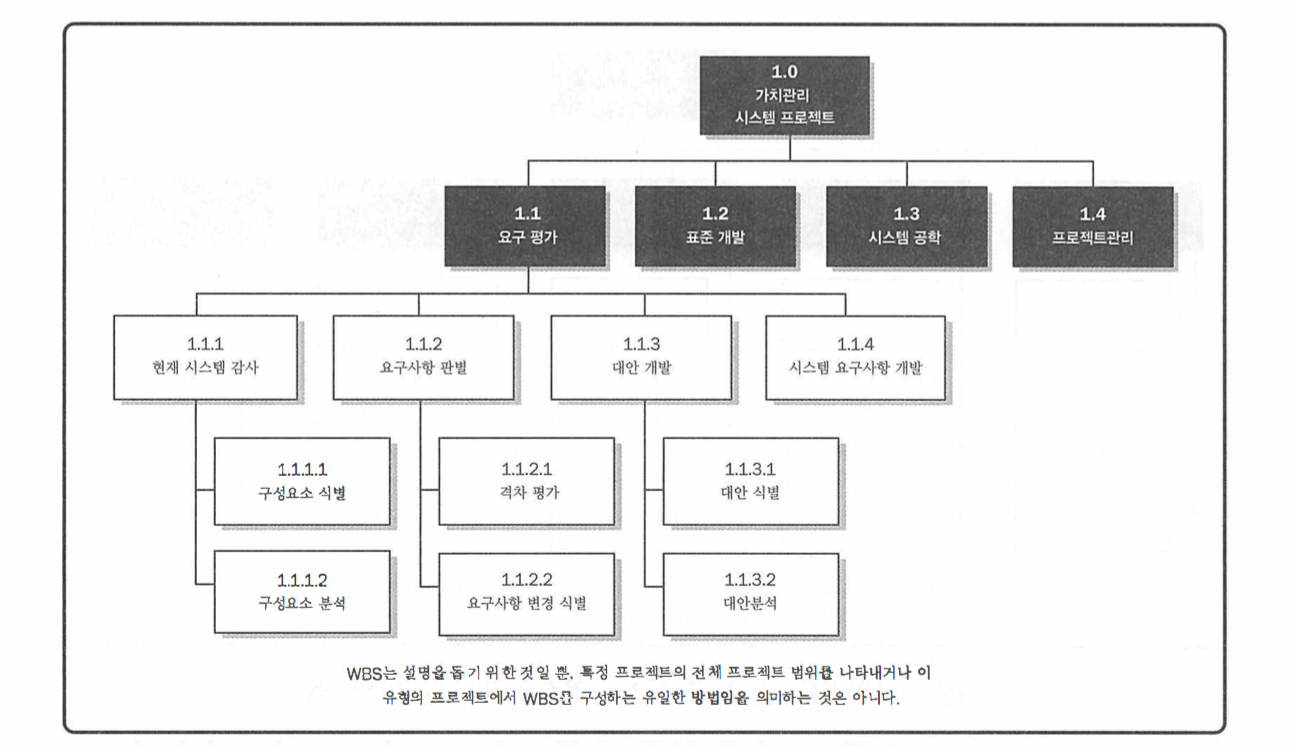 1.0
가치관리
시스템 프로젝트
1.1
요구 평가
1.2
표준 개발
1.3
시스템 공학
1.4
프로젝트관리
1.1.1
현재 시스템 감사
1.1.2
요구사항 판별
1.1.3
대안 개발
1.1.4
시스템 요구사항 개발
1.1.1.1
구성요소 식별
1.1.2.1
격차 평가
1.1.3.1
대안 식별
1.1.1.2
구성요소 분석
1.1.2.2
요구사항 변경 식별
1.1.3.2
대안분석
WBS는 설명을 돕기 위한 것일 뿐, 특정 프로젝트의 전체 프로젝트 범위를 나타내거나 이
유형의 프로젝트에서 WBS를 구성하는 유일한 방법임을 의미하는 것은 아니다.